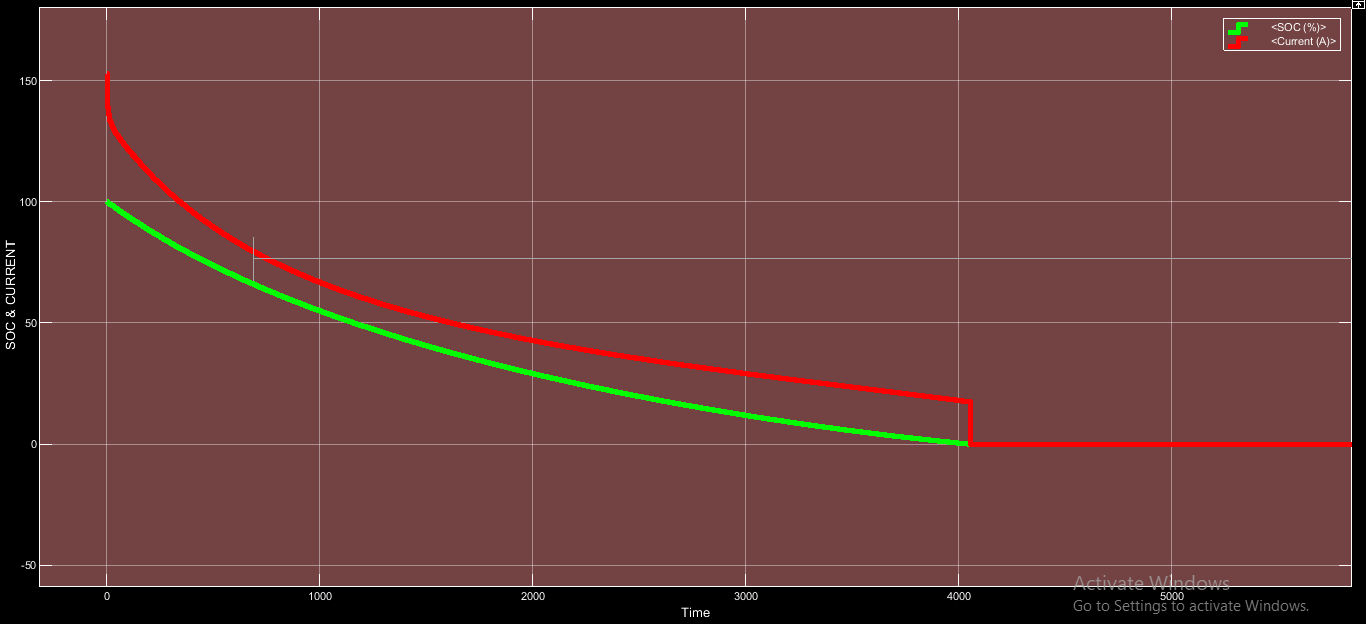 <SOC (%)>
<Current (A)>
150
100
50
0
-50
SOC & CURRENT
0
1000
2000
3000
4000
5000
Time
Activate Windows
Go to Settings to activate Windows.